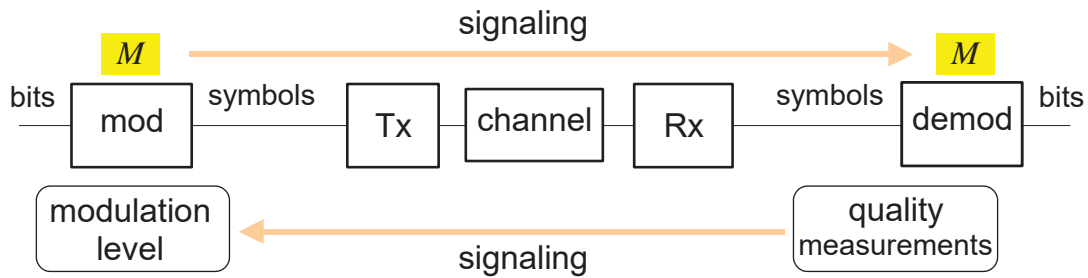 signaling
M
M
bits
symbols
symbols
bits
mod
Tx
channel
Rx
demod
modulation
level
quality
measurements
signaling